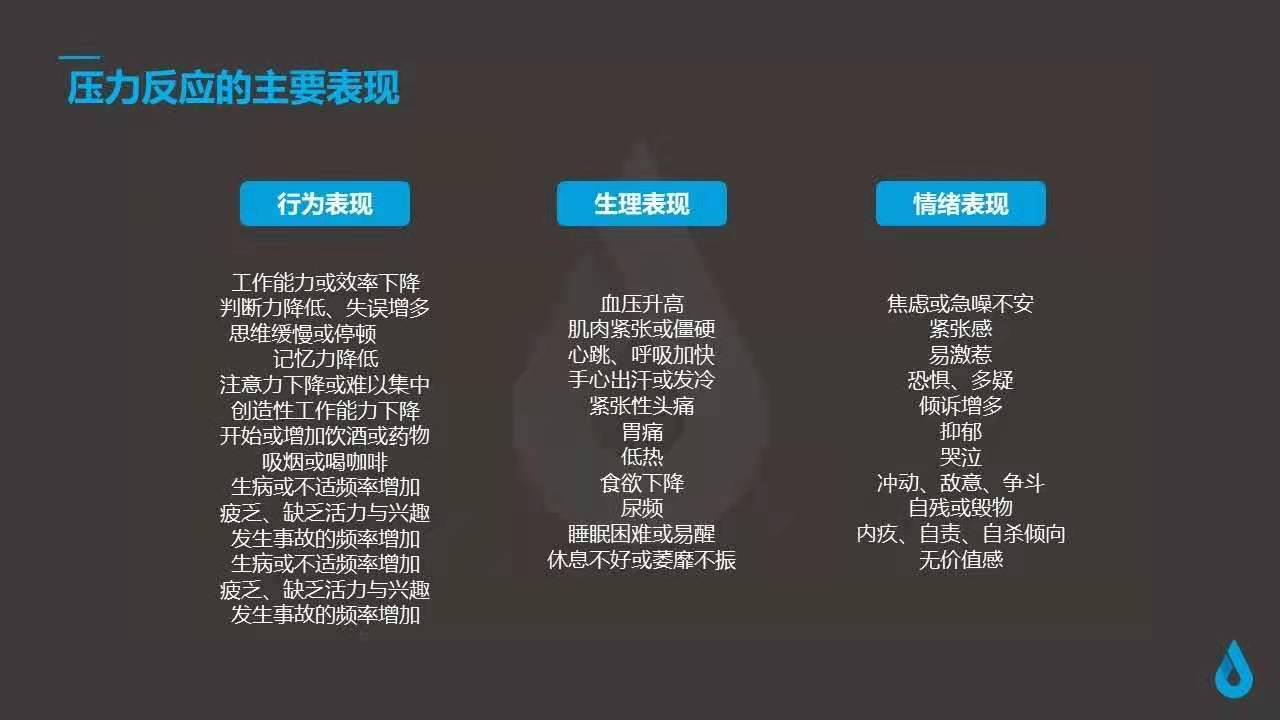 压力反应的主要表现
行为表现
工作能力或效率下降
判断力降低、失误增多
思维缓慢或停顿
记忆力降低
注意力下降或难以集中
创造性工作能力下降
开始或增加饮酒或药物
吸烟或喝咖啡
生病或不适频率增加
疲乏、缺乏活力与兴趣
发生事故的频率增加
生病或不适频率增加
疲乏、缺乏活力与兴趣
发生事故的频率增加
生理表现
血压升高
肌肉紧张或僵硬
心跳、呼吸加快
手心出汗或发冷
紧张性头痛
胃痛
低热
食欲下降
尿频
睡眠困难或易醒
休息不好或萎靡不振
情绪表现
焦虑或急噪不安
紧张感
易激惹
恐惧、多疑
倾诉增多
抑郁
哭泣
冲动、敌意、争斗
自残或毁物
内疚、自责、自杀倾向
无价值感